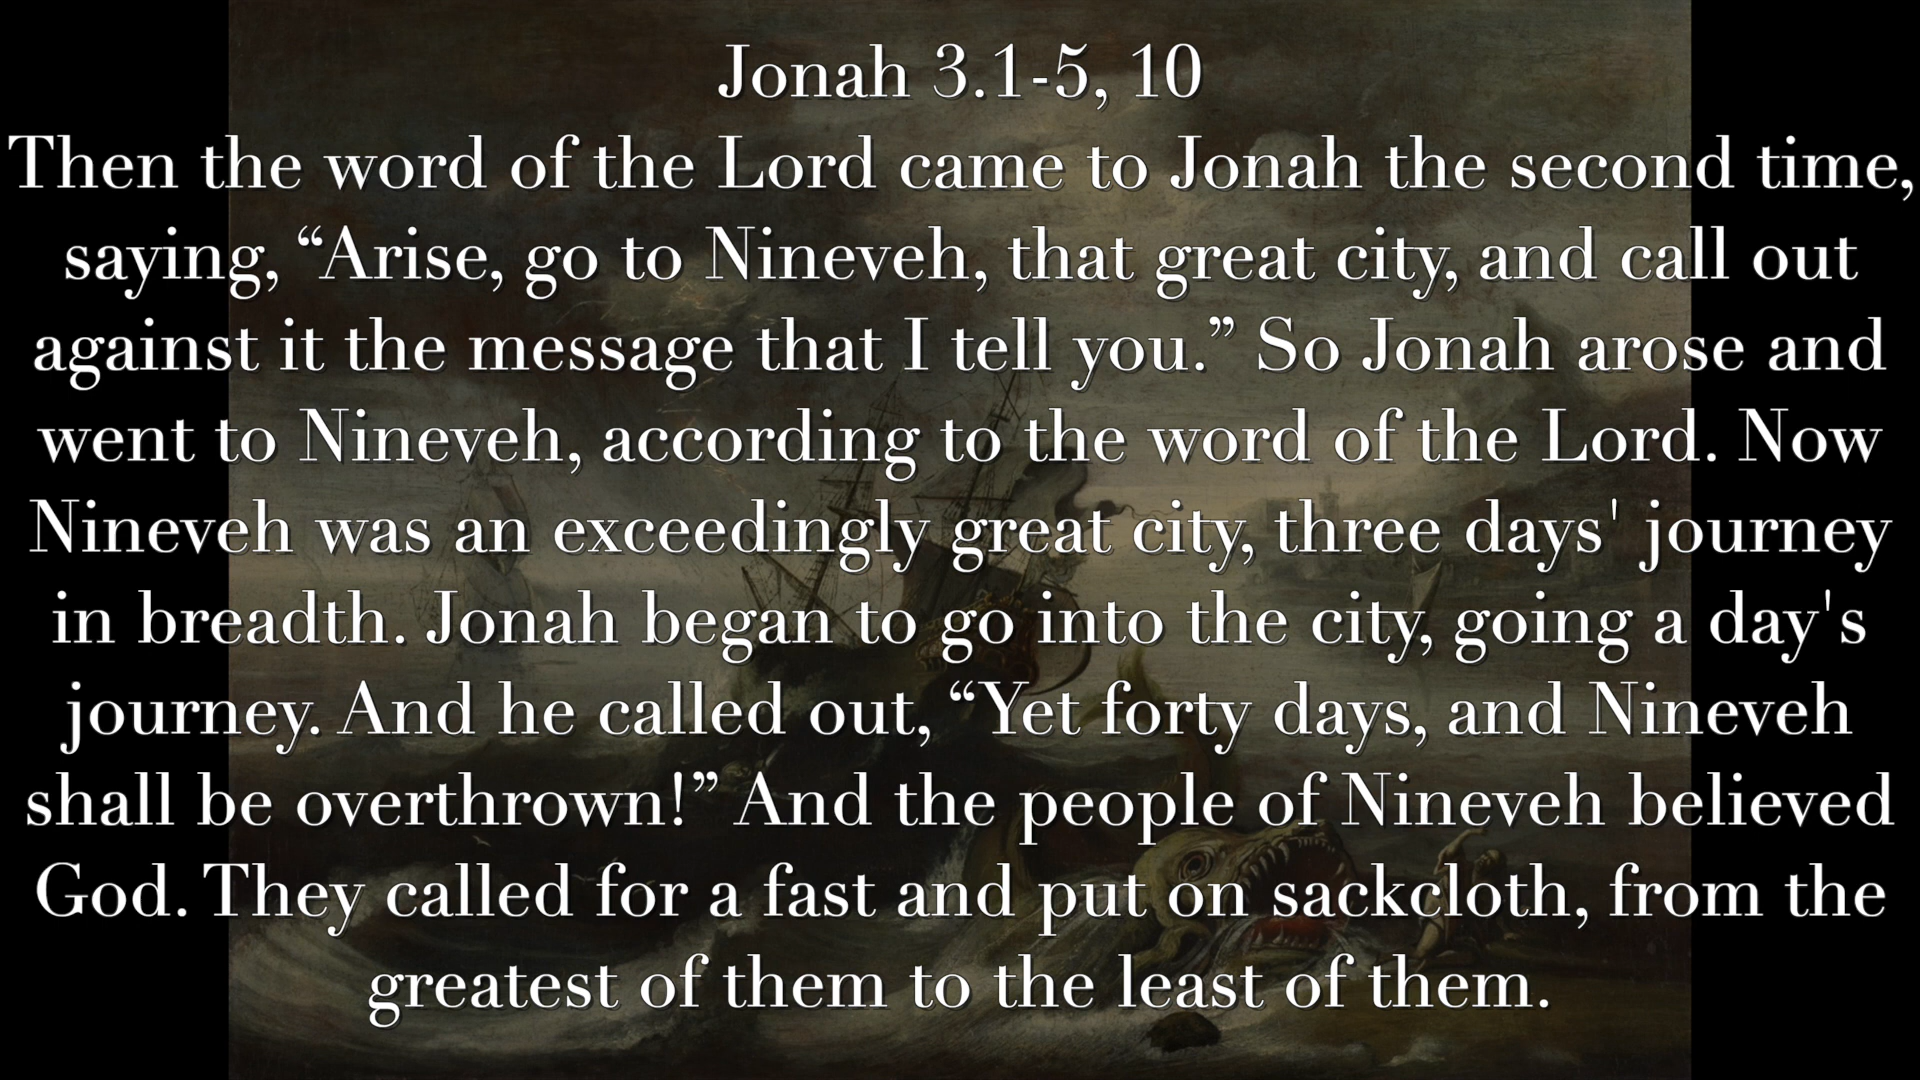 Jonah 3.1-5, 10
Then the word of the Lord came to Jonah the second time,
saying, “Arise, go to Nineveh, that great city, and call out
against it the message that I tell you.” So Jonah arose and
went to Nineveh, according to the word of the Lord. Now
Nineveh was an exceedingly great city, three days' journey
in breadth. Jonah began to go into the city, going a day's
journey. And he called out, “Yet forty days, and Nineveh
shall be overthrown!” And the people of Nineveh believed
God. They called for a fast and put on sackcloth, from the
greatest of them to the least of them.